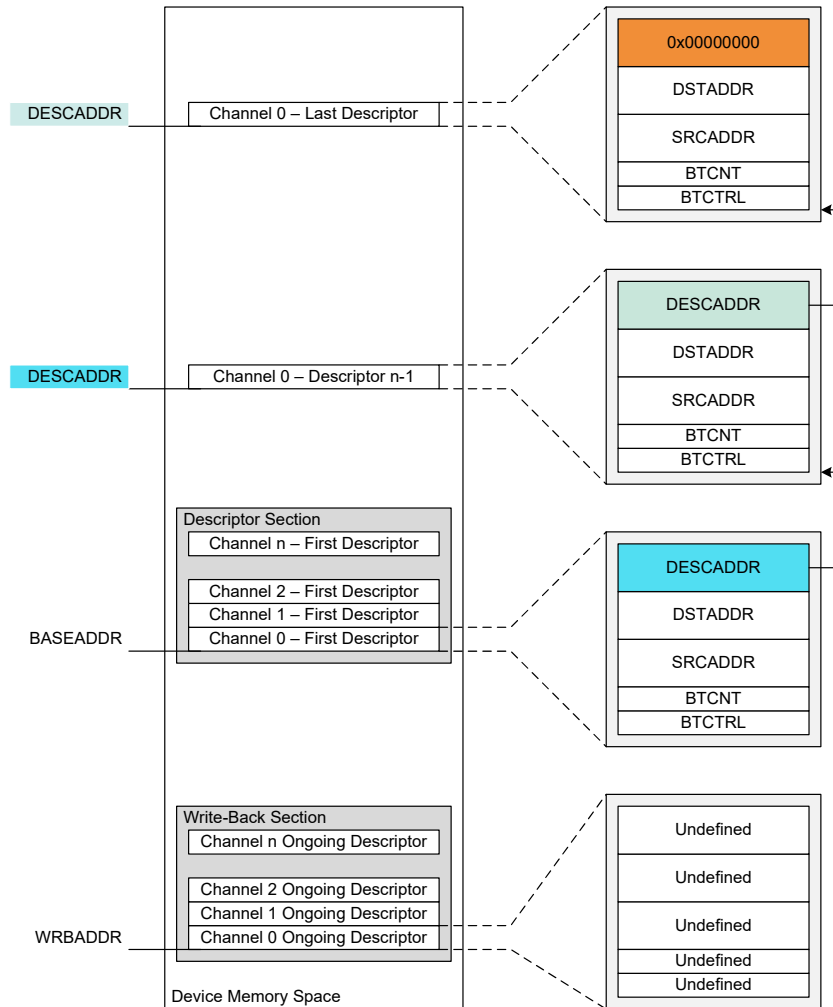 0x00000000
DSTADDR
DESCADDR
Channel 0 – Last Descriptor
SRCADDR
BTCNT
BTCTRL
DESCADDR
DSTADDR
DESCADDR
Channel 0 – Descriptor n-1
SRCADDR
BTCNT
BTCTRL
Descriptor Section
Channel n – First Descriptor
DESCADDR
Channel 2 – First Descriptor
Channel 1 – First Descriptor
DSTADDR
BASEADDR
Channel 0 – First Descriptor
SRCADDR
BTCNT
BTCTRL
Write-Back Section
Channel n Ongoing Descriptor
Undefined
Channel 2 Ongoing Descriptor
Undefined
Channel 1 Ongoing Descriptor
Undefined
WRBADDR
Channel 0 Ongoing Descriptor
Undefined
Undefined
Device Memory Space